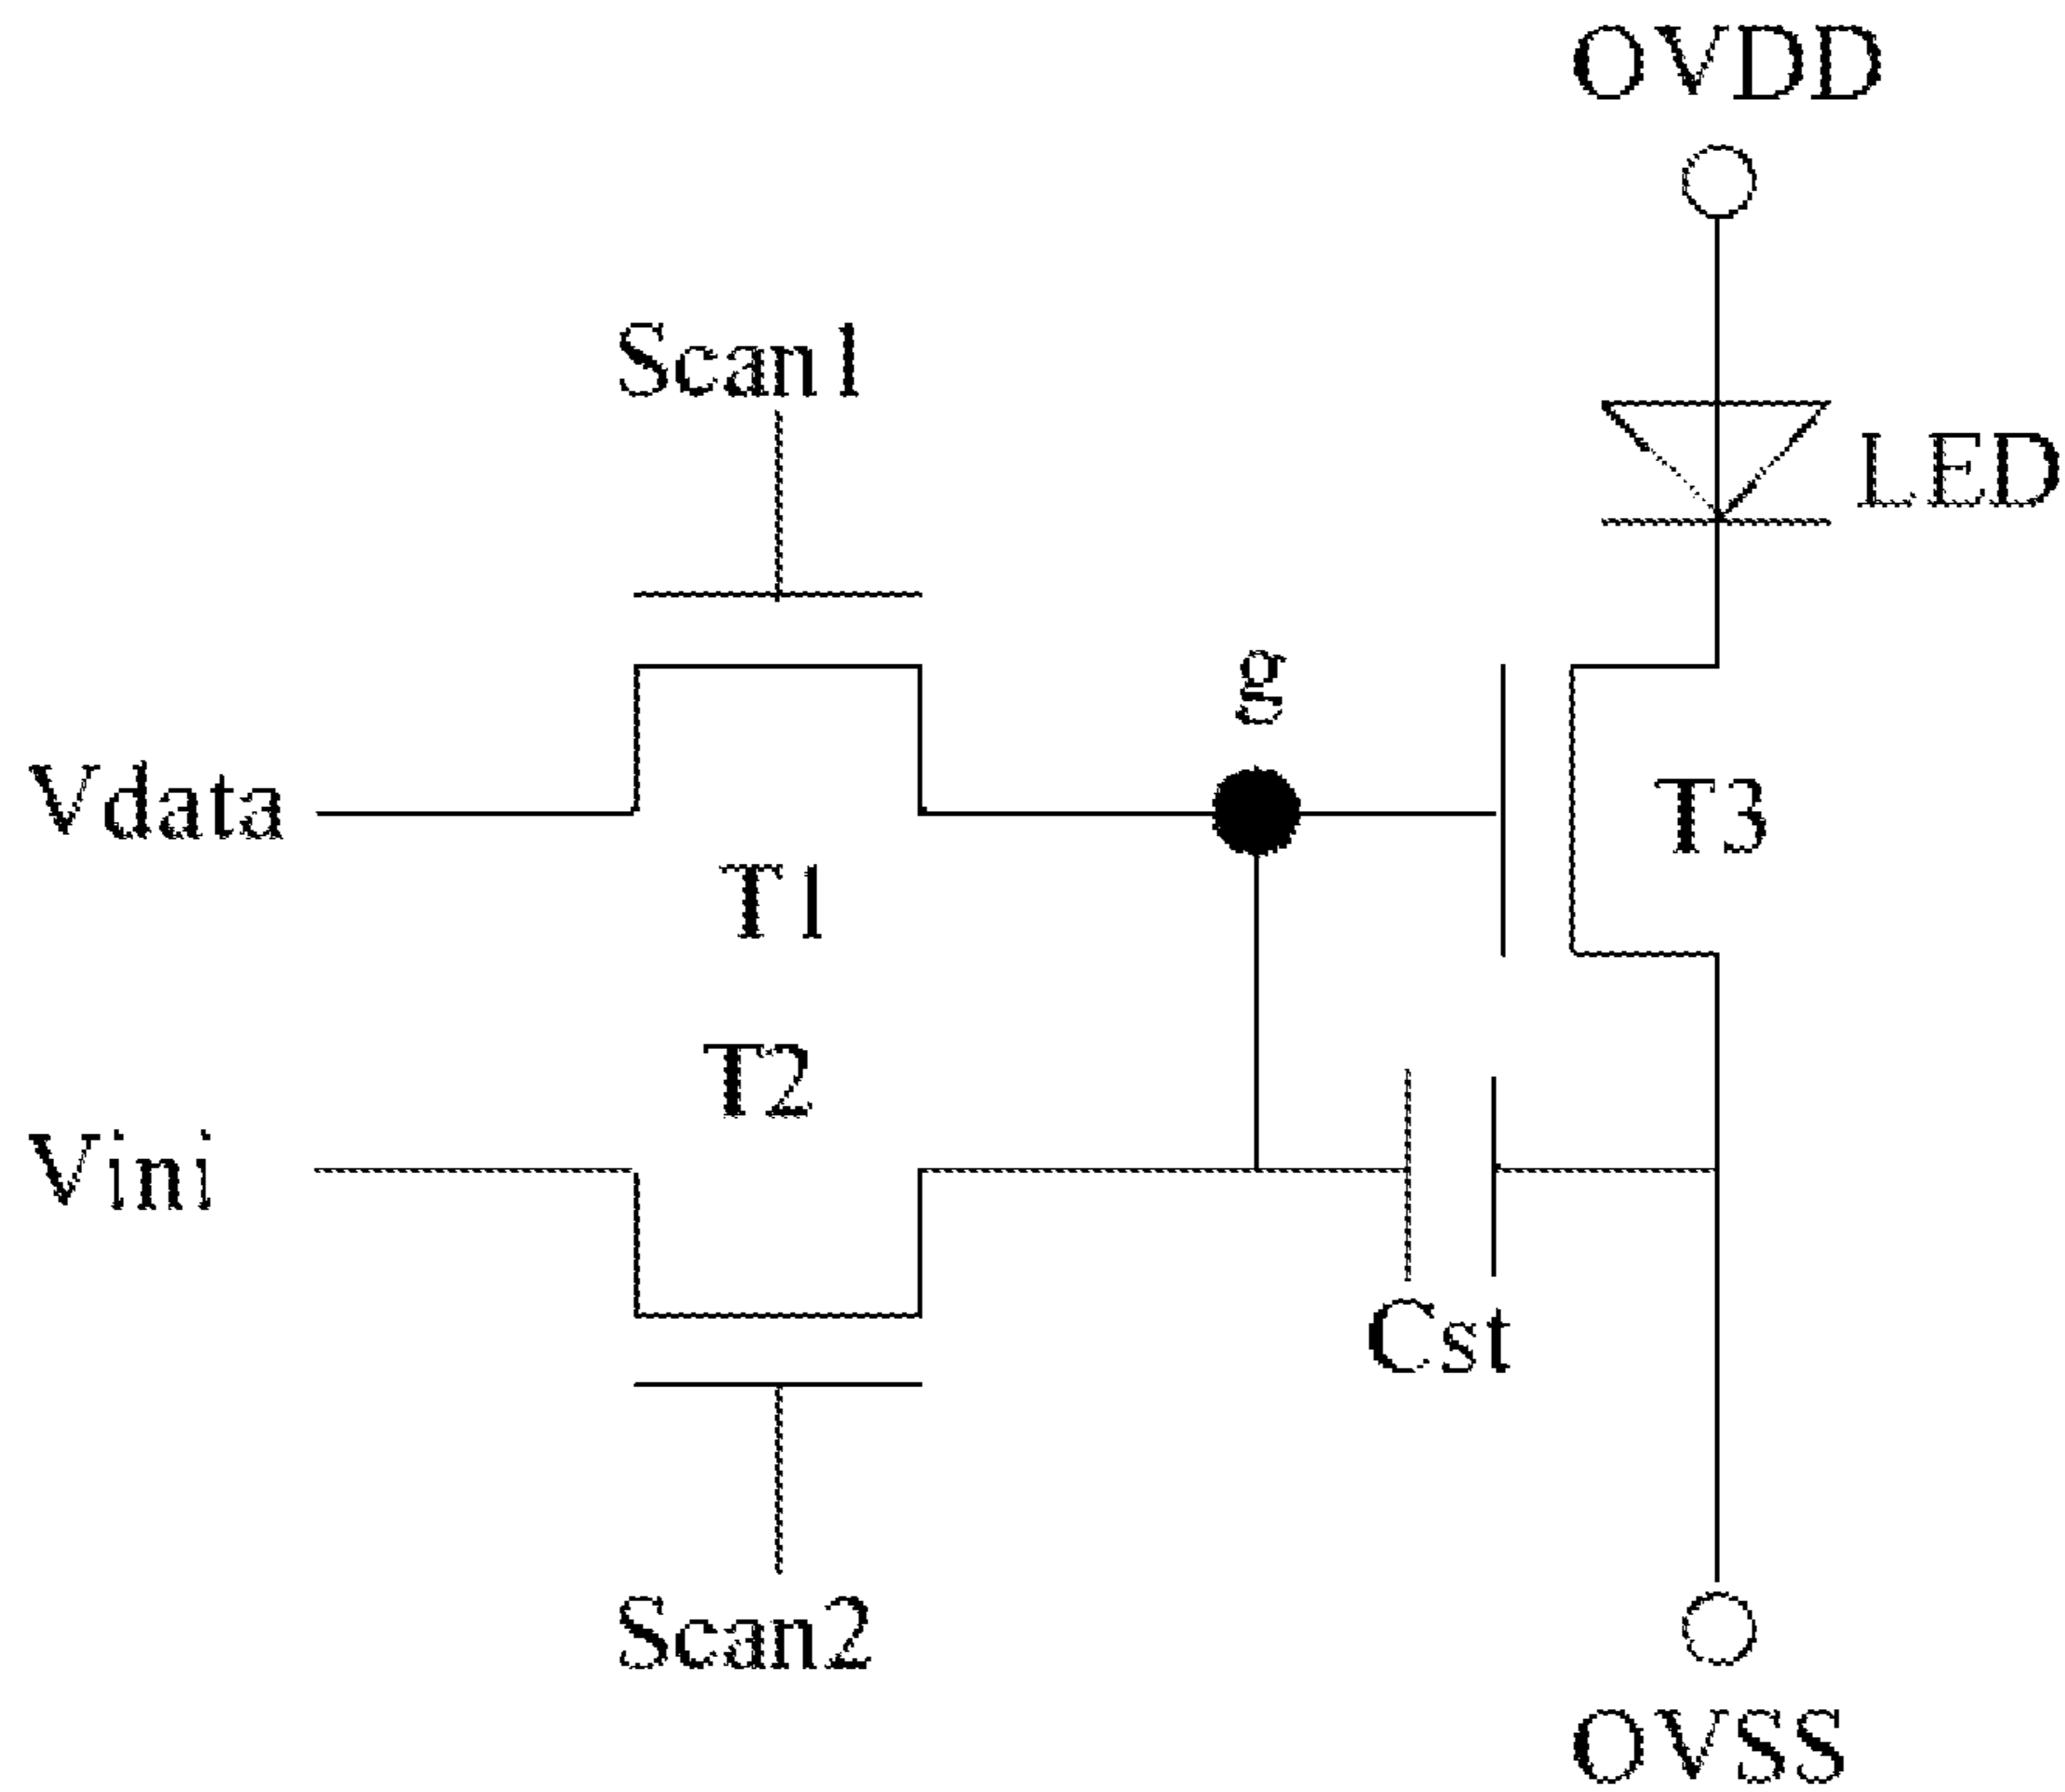 OVDD
Scan1
LED
g
Vdata
T3
T1
T2
Vini
Cst
Scan2
OVSS